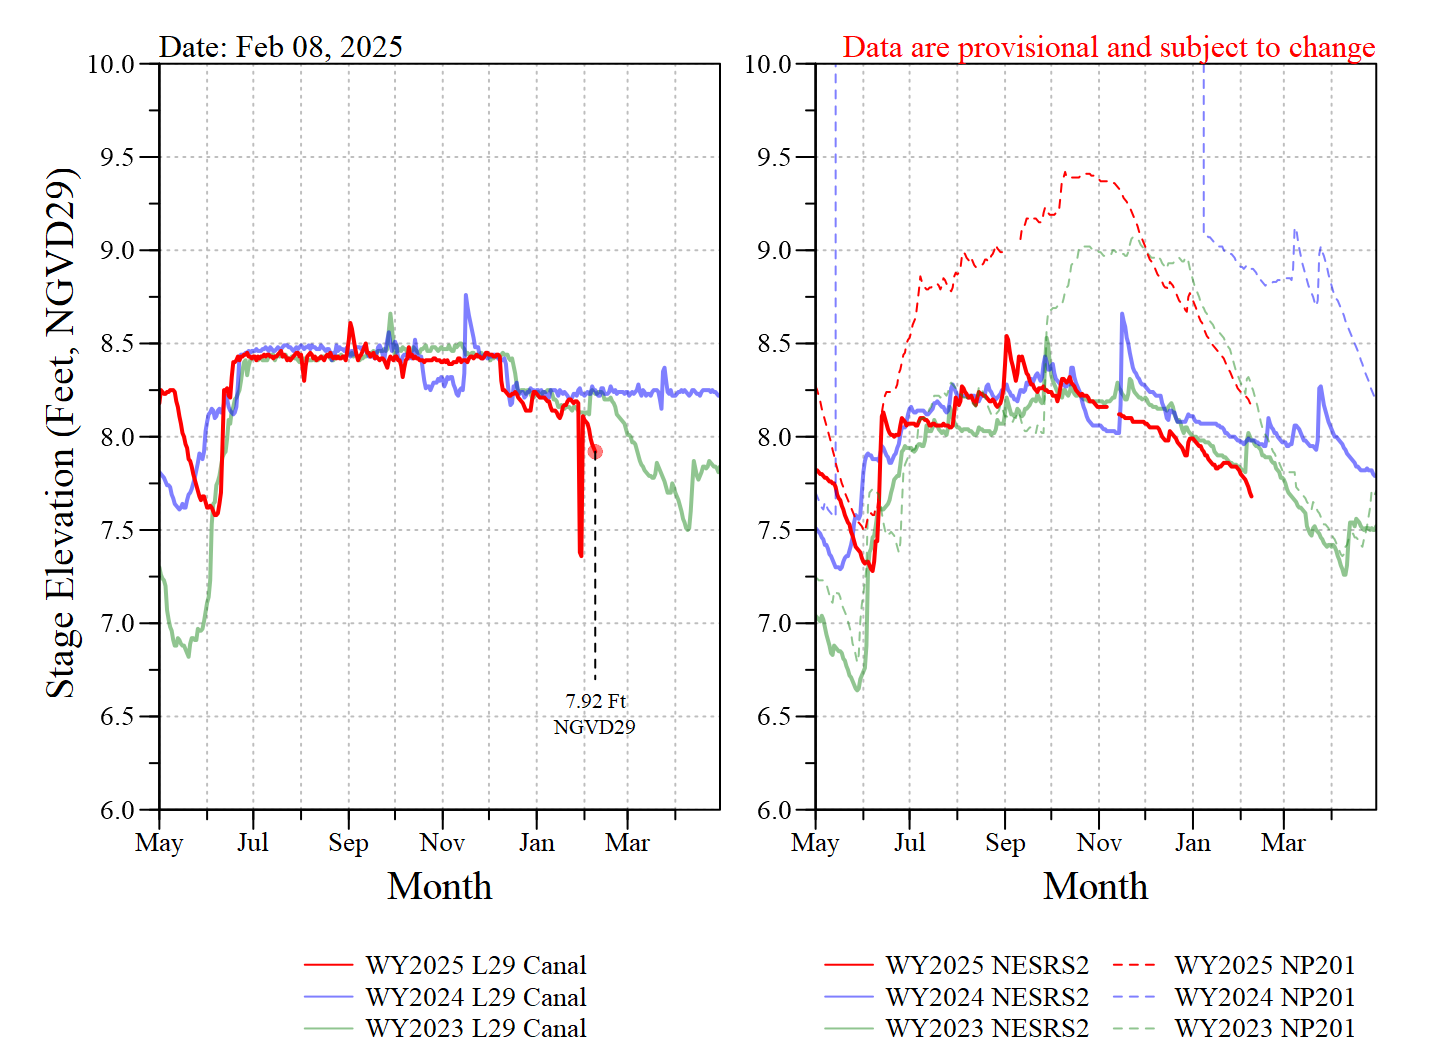 Date: Feb 08, 2025
Data are provisional and subject to change
Stage Elevation (Feet, NGVD29)
10.0
9.5
9.0
8.5
8.0
7.5
7.0
6.5
6.0
7.92 Ft
NGVD29
May Jul Sep Nov Jan Mar
Month
10.0
9.5
9.0
8.5
8.0
7.5
7.0
6.5
6.0
May Jul Sep Nov Jan Mar
Month
WY2025 L29 Canal
WY2024 L29 Canal
WY2023 L29 Canal
WY2025 NESRS2 WY2025 NP201
WY2024 NESRS2 WY2024 NP201
WY2023 NESRS2 WY2023 NP201